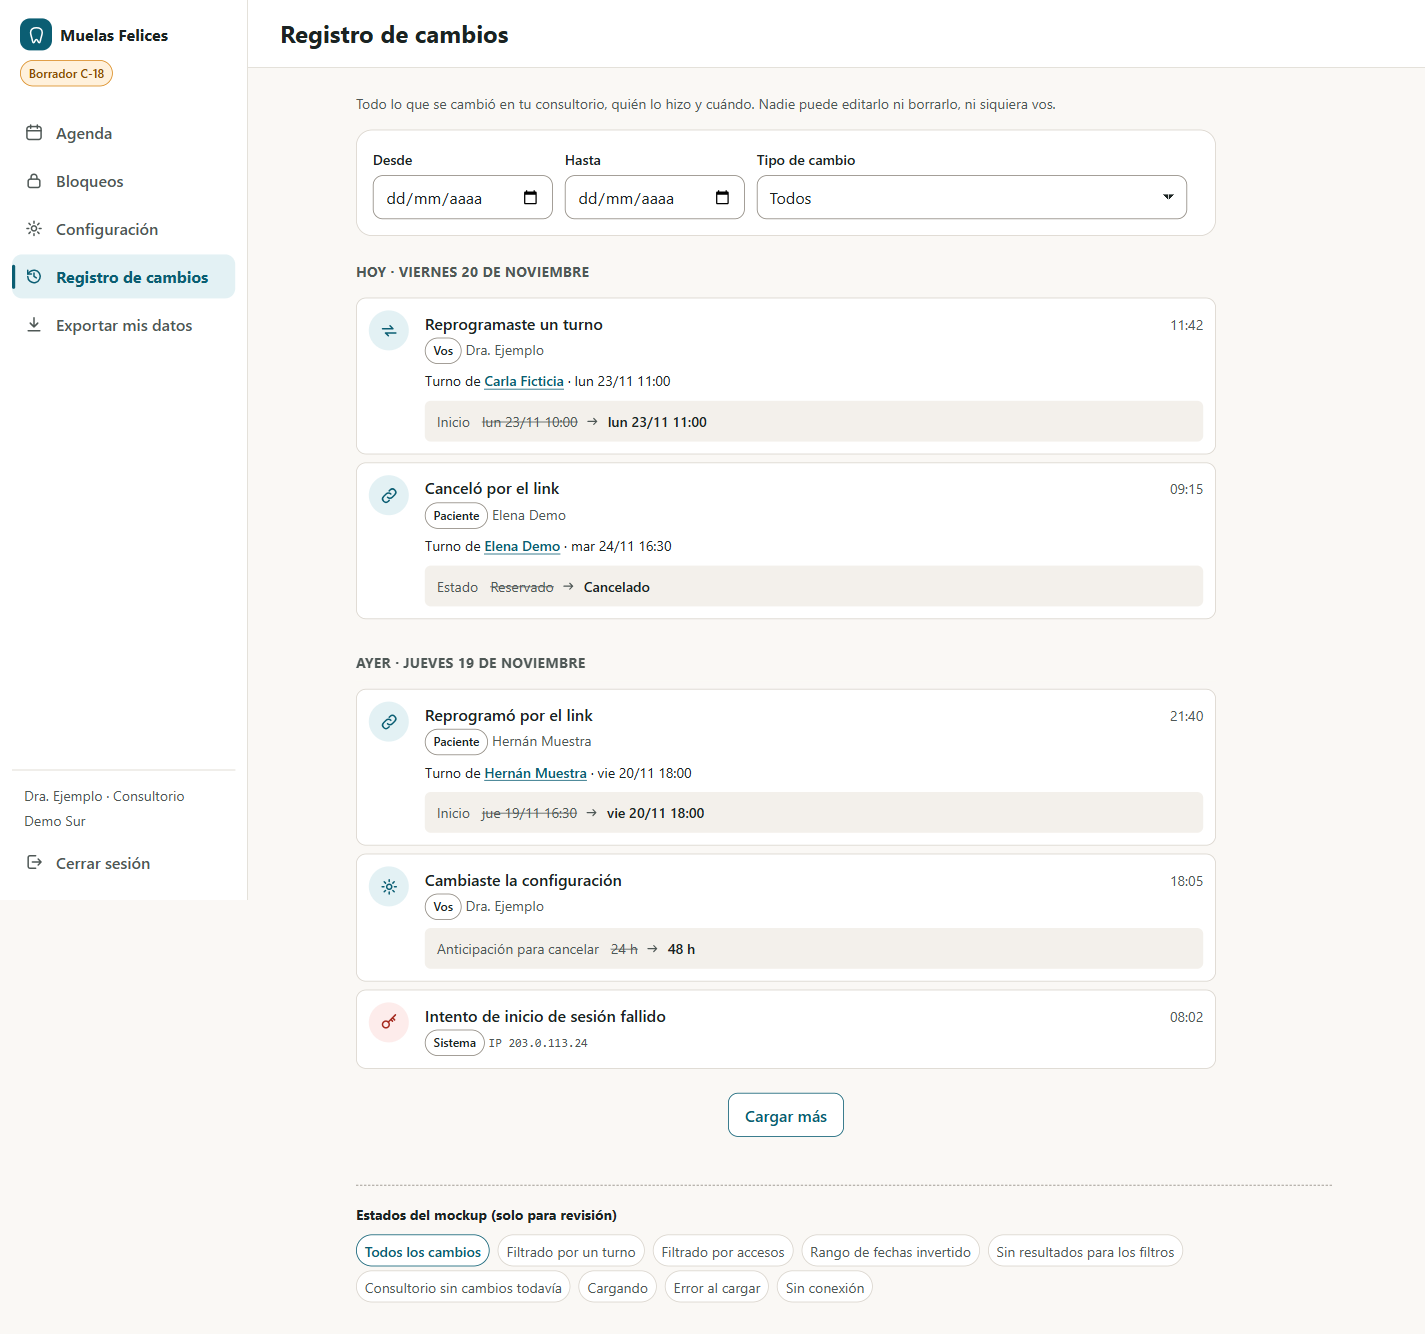 Muelas Felices
Borrador C-18
Agenda
Bloqueos
Configuración
Registro de cambios
Exportar mis datos
Dra. Ejemplo · Consultorio
Demo Sur
Cerrar sesión
Registro de cambios
Todo lo que se cambió en tu consultorio, quién lo hizo y cuándo. Nadie puede editarlo ni borrarlo, ni siquiera vos.
Desde
Hasta
Tipo de cambio
dd/mm/aaaa
dd/mm/aaaa
Todos
HOY · VIERNES 20 DE NOVIEMBRE
Reprogramaste un turno
11:42
Vos Dra. Ejemplo
Turno de Carla Ficticia · lun 23/11 11:00
Inicio lun 23/11 10:00 → lun 23/11 11:00
Canceló por el link
09:15
Paciente Elena Demo
Turno de Elena Demo · mar 24/11 16:30
Estado Reservado → Cancelado
AYER · JUEVES 19 DE NOVIEMBRE
Reprogramó por el link
21:40
Paciente Hernán Muestra
Turno de Hernán Muestra · vie 20/11 18:00
Inicio jue 19/11 16:30 → vie 20/11 18:00
Cambiaste la configuración
18:05
Vos Dra. Ejemplo
Anticipación para cancelar 24 h → 48 h
Intento de inicio de sesión fallido
08:02
Sistema IP 203.0.113.24
Cargar más
Estados del mockup (solo para revisión)
Todos los cambios
Filtrado por un turno
Filtrado por accesos
Rango de fechas invertido
Sin resultados para los filtros
Consultorio sin cambios todavía
Cargando
Error al cargar
Sin conexión